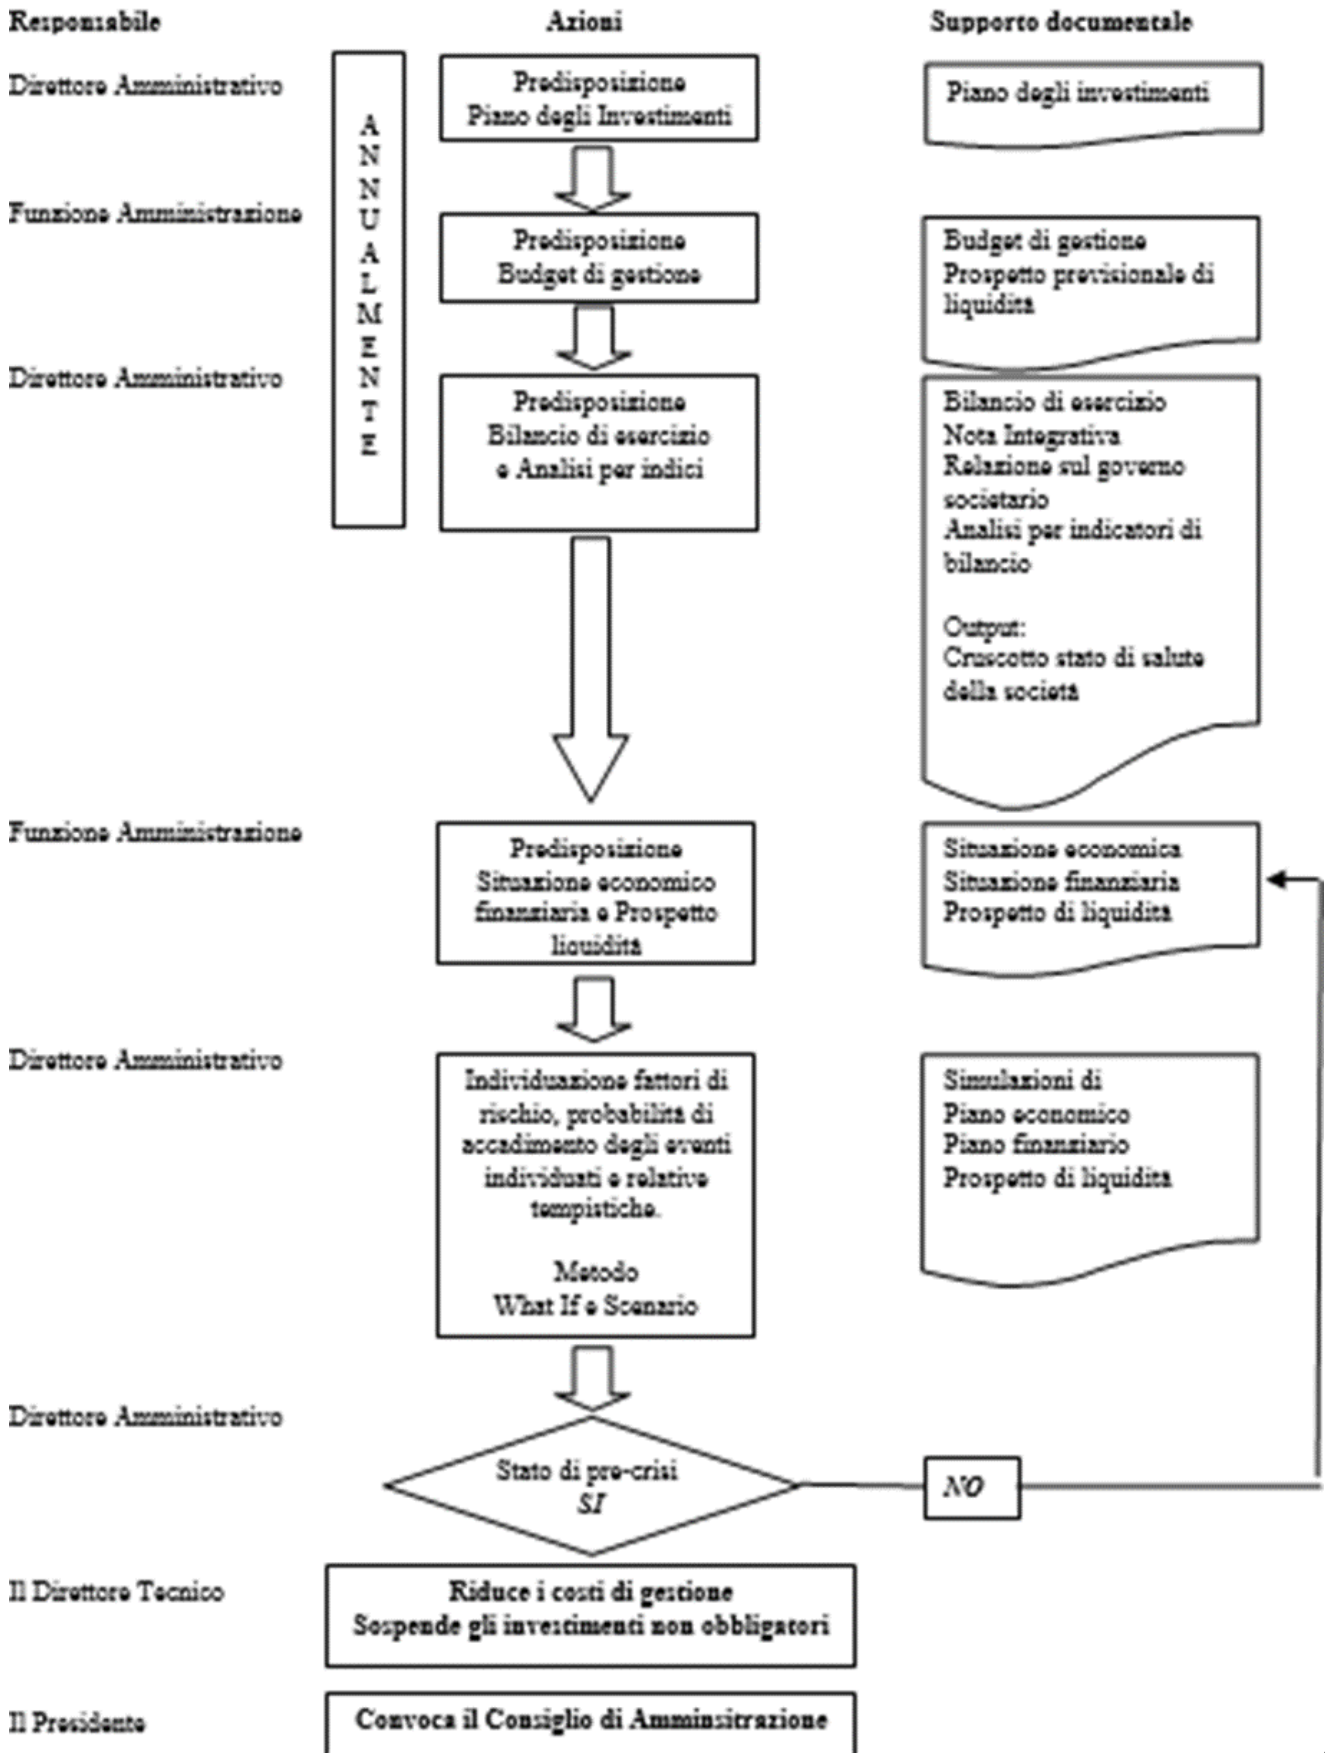 Responsabile Azioni Supporto documentale
Direttore Amministrativo
A
N
N
U
A
L
M
E
N
T
E
Predisposizione
Piano degli Investimenti
Piano degli investimenti
Funzione Amministrazione
Predisposizione
Budget di gestione
Budget di gestione
Prospetto previsionale di
liquidità
Direttore Amministrativo
Predisposizione
Bilancio di esercizio
e Analisi per indici
Bilancio di esercizio
Nota Integrativa
Relazione sul governo
societario
Analisi per indicatori di
bilancio
Output:
Cruscotto stato di salute
della società
Funzione Amministrazione
Predisposizione
Situazione economico
finanziaria e Prospetto
liquidità
Situazione economica
Situazione finanziaria
Prospetto di liquidità
Direttore Amministrativo
Individuazione fattori di
rischio, probabilità di
accadimento degli eventi
individuati e relative
tempistiche.
Metodo
What If e Scenario
Simulazioni di
Piano economico
Piano finanziario
Prospetto di liquidità
Direttore Amministrativo
Stato di pre-crisi
SI
NO
Il Direttore Tecnico
Riduce i costi di gestione
Sospende gli investimenti non obbligatori
Il Presidente
Convoca il Consiglio di Amminsitrazione